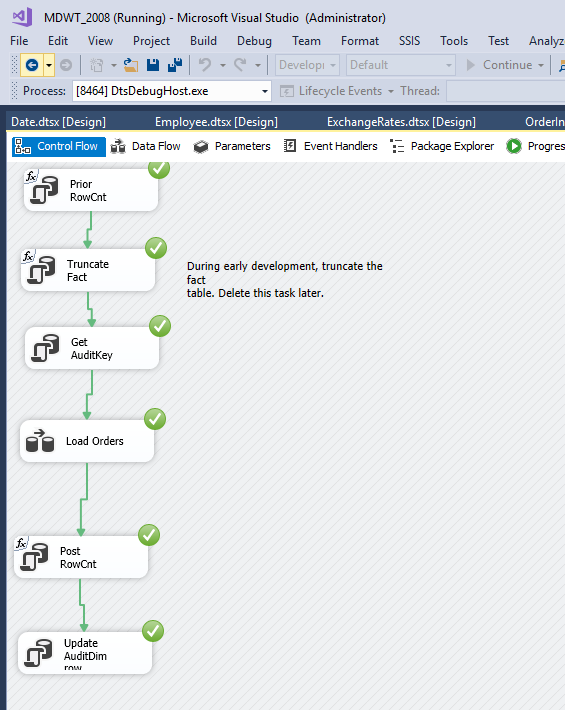 MDWT_2008 (Running) - Microsoft Visual Studio (Administrator)
File Edit View Project Build Debug Team Format SSIS Tools Test Analyz
Develop Default Continue
Process: [8464] DtsDebugHost.exe Lifecycle Events Thread:
Date.dtsx [Design] Employee.dtsx [Design] ExchangeRates.dtsx [Design] OrderIn
Control Flow Data Flow Parameters Event Handlers Package Explorer Progres
fx
Prior
RowCnt
fx
Truncate
Fact
During early development, truncate the
fact
table. Delete this task later.
Get
AuditKey
Load Orders
fx
Post
RowCnt
Update
AuditDim
row